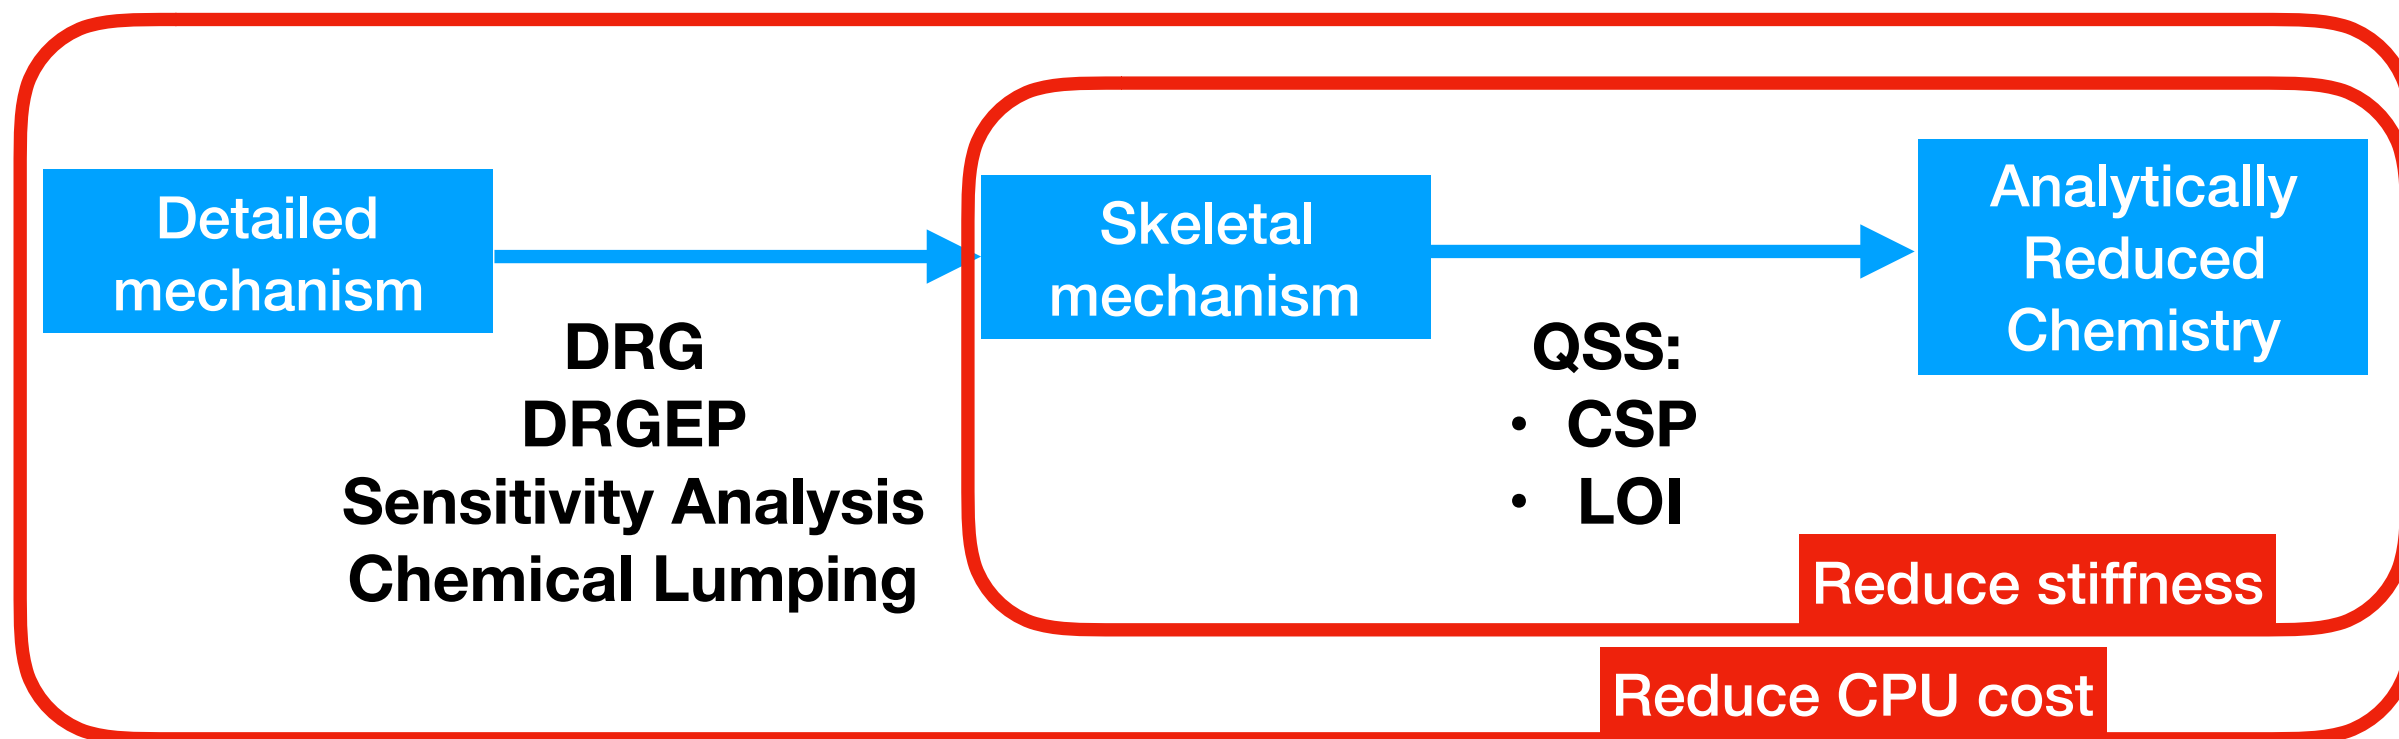 Detailed
mechanism
DRG
DRGEP
Sensitivity Analysis
Chemical Lumping
Skeletal
mechanism
QSS:
• CSP
• LOI
Analytically
Reduced
Chemistry
Reduce stiffness
Reduce CPU cost